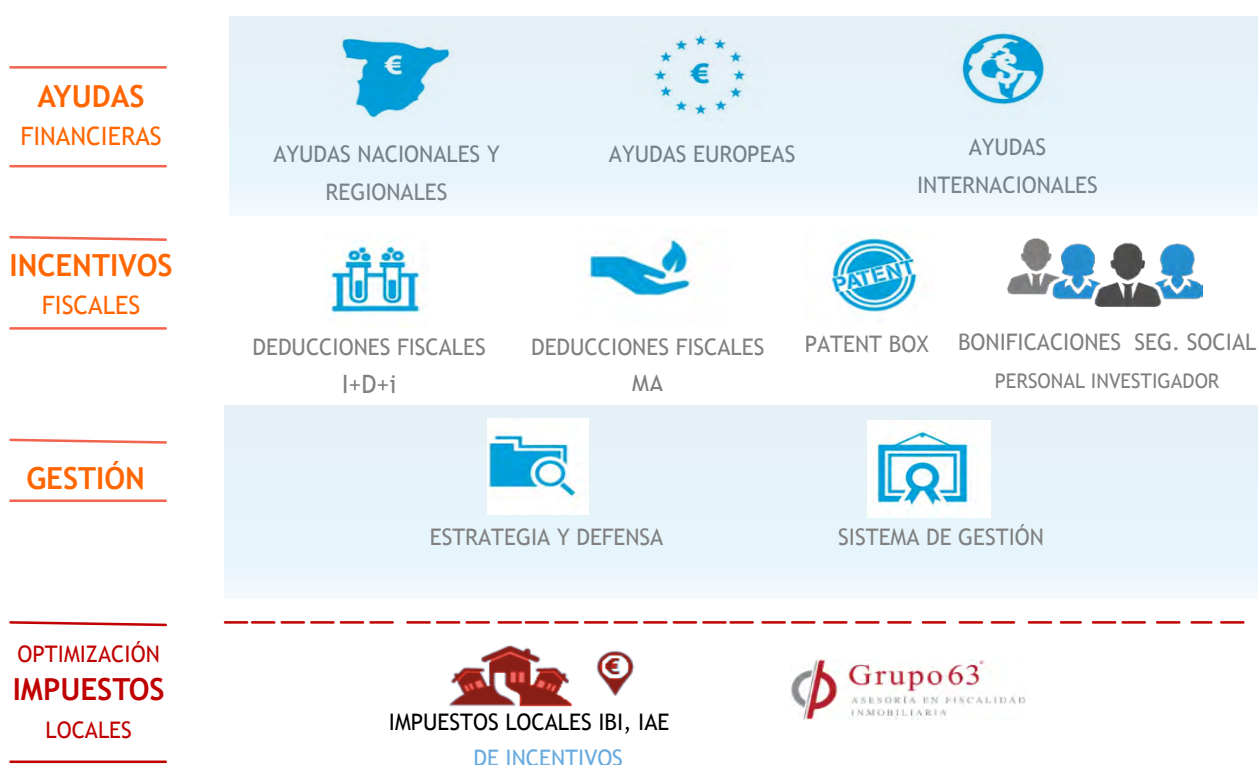 AYUDAS
FINANCIERAS
€
€
$
AYUDAS NACIONALES Y
REGIONALES
AYUDAS EUROPEAS
AYUDAS
INTERNACIONALES
INCENTIVOS
FISCALES
PATENT
DEDUCCIONES FISCALES
I+D+i
DEDUCCIONES FISCALES
MA
PATENT BOX
BONIFICACIONES SEG. SOCIAL
PERSONAL INVESTIGADOR
GESTIÓN
ESTRATEGIA Y DEFENSA
SISTEMA DE GESTIÓN
OPTIMIZACIÓN
IMPUESTOS
LOCALES
€
IMPUESTOS LOCALES IBI, IAE
DE INCENTIVOS
Grupo 63
ASESORÍA EN FISCALIDAD
INMOBILIARIA